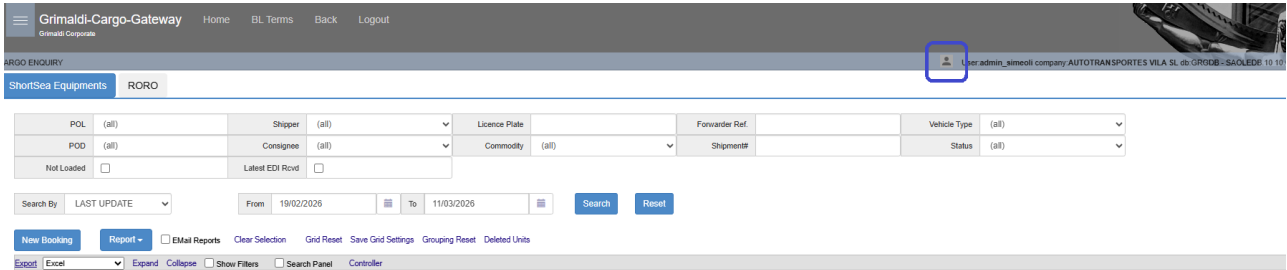 Grimaldi-Cargo-Gateway Home BL Terms Back Logout
Grimaldi Corporate
ARGO ENQUIRY User:admin_simeoli company:AUTOTRANSPORTES VILA SL db:GRGDB - SAOLEDB 10 10
ShortSea Equipments RORO
POL (all) Shipper (all) Licence Plate Forwarder Ref. Vehicle Type (all)
POD (all) Consignee (all) Commodity (all) Shipment# Status (all)
Not Loaded Latest EDI Rcvd
Search By LAST UPDATE From 19/02/2026 To 11/03/2026 Search Reset
New Booking Report EMail Reports Clear Selection Grid Reset Save Grid Settings Grouping Reset Deleted Units
Export Excel Expand Collapse Show Filters Search Panel Controller